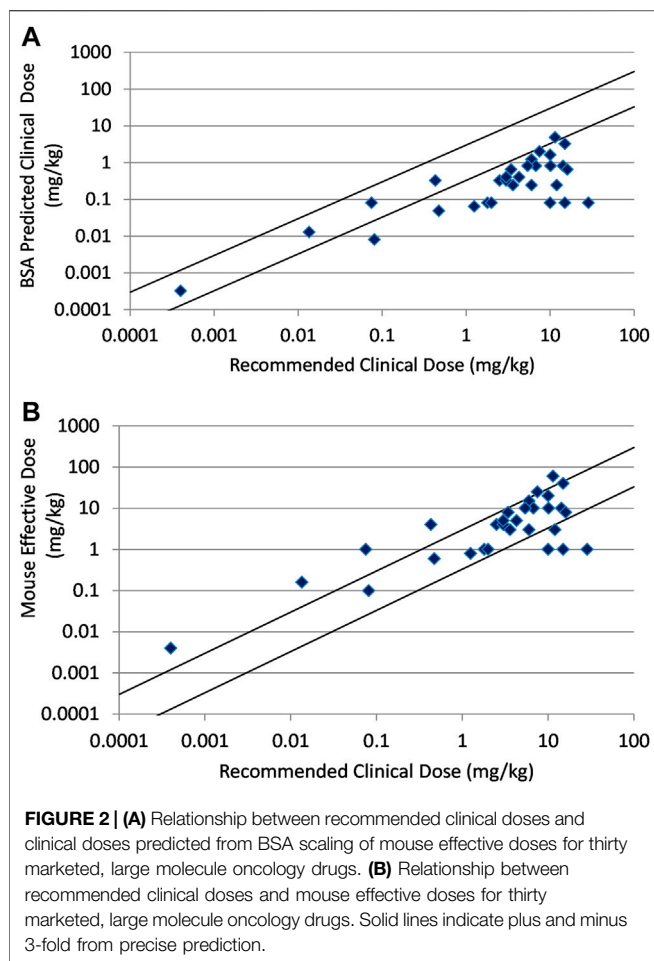 A
BSA Predicted Clinical Dose
(mg/kg)
1000
100
10
1
0.1
0.01
0.001
0.0001
0.0001 0.001 0.01 0.1 1 10 100
Recommended Clinical Dose (mg/kg)
B
Mouse Effective Dose
(mg/kg)
1000
100
10
1
0.1
0.01
0.001
0.0001
0.0001 0.001 0.01 0.1 1 10 100
Recommended Clinical Dose (mg/kg)
FIGURE 2 | (A) Relationship between recommended clinical doses and
clinical doses predicted from BSA scaling of mouse effective doses for thirty
marketed, large molecule oncology drugs. (B) Relationship between
recommended clinical doses and mouse effective doses for thirty
marketed, large molecule oncology drugs. Solid lines indicate plus and minus
3-fold from precise prediction.